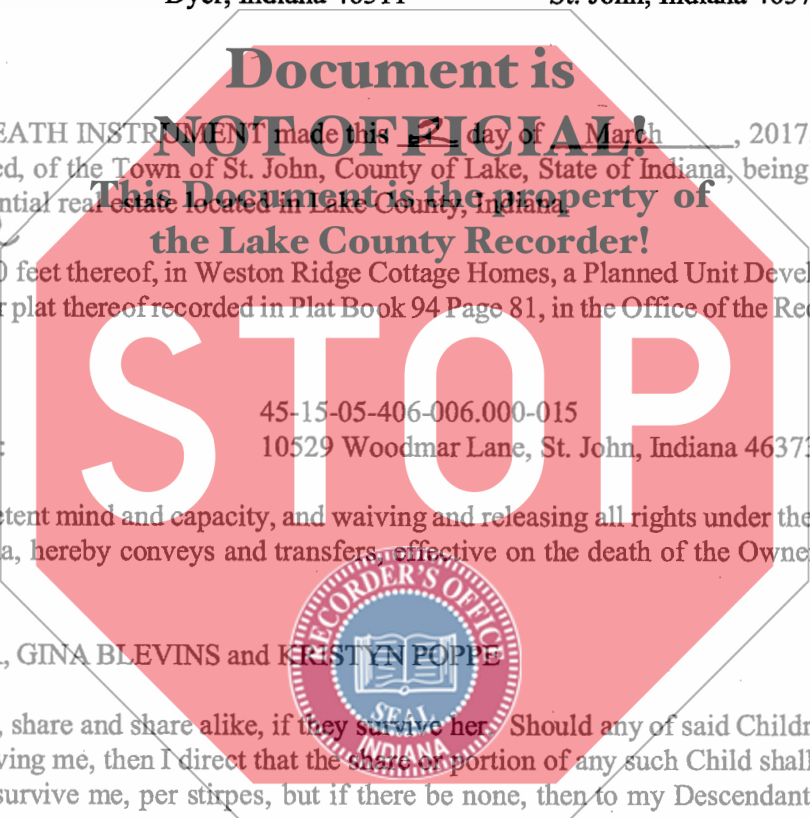 Dyer, Indiana 46311 St. John, Indiana
Document is
NOT OFFICIAL!
EATH INSTRUMENT made this day of March, 2017
ed, of the Town of St. John, County of Lake, State of Indiana, being
This Document is the property of
ntial real estate located in Lake County, Indiana
the Lake County Recorder!
0 feet thereof, in Weston Ridge Cottage Homes, a Planned Unit Devel
r plat thereof recorded in Plat Book 94 Page 81, in the Office of the Rec
STOP
45-15-05-406-006.000-015
: 10529 Woodmar Lane, St. John, Indiana 46373
etent mind and capacity, and waiving and releasing all rights under the
a, hereby conveys and transfers, effective on the death of the Owne
RECORDER'S OFFICE
., GINA BLEVINS and KRISTYN POPPE
SEAL
INDIANA
, share and share alike, if they survive her. Should any of said Childr
ving me, then I direct that the share or portion of any such Child shall
survive me, per stirpes, but if there be none, then to my Descendant